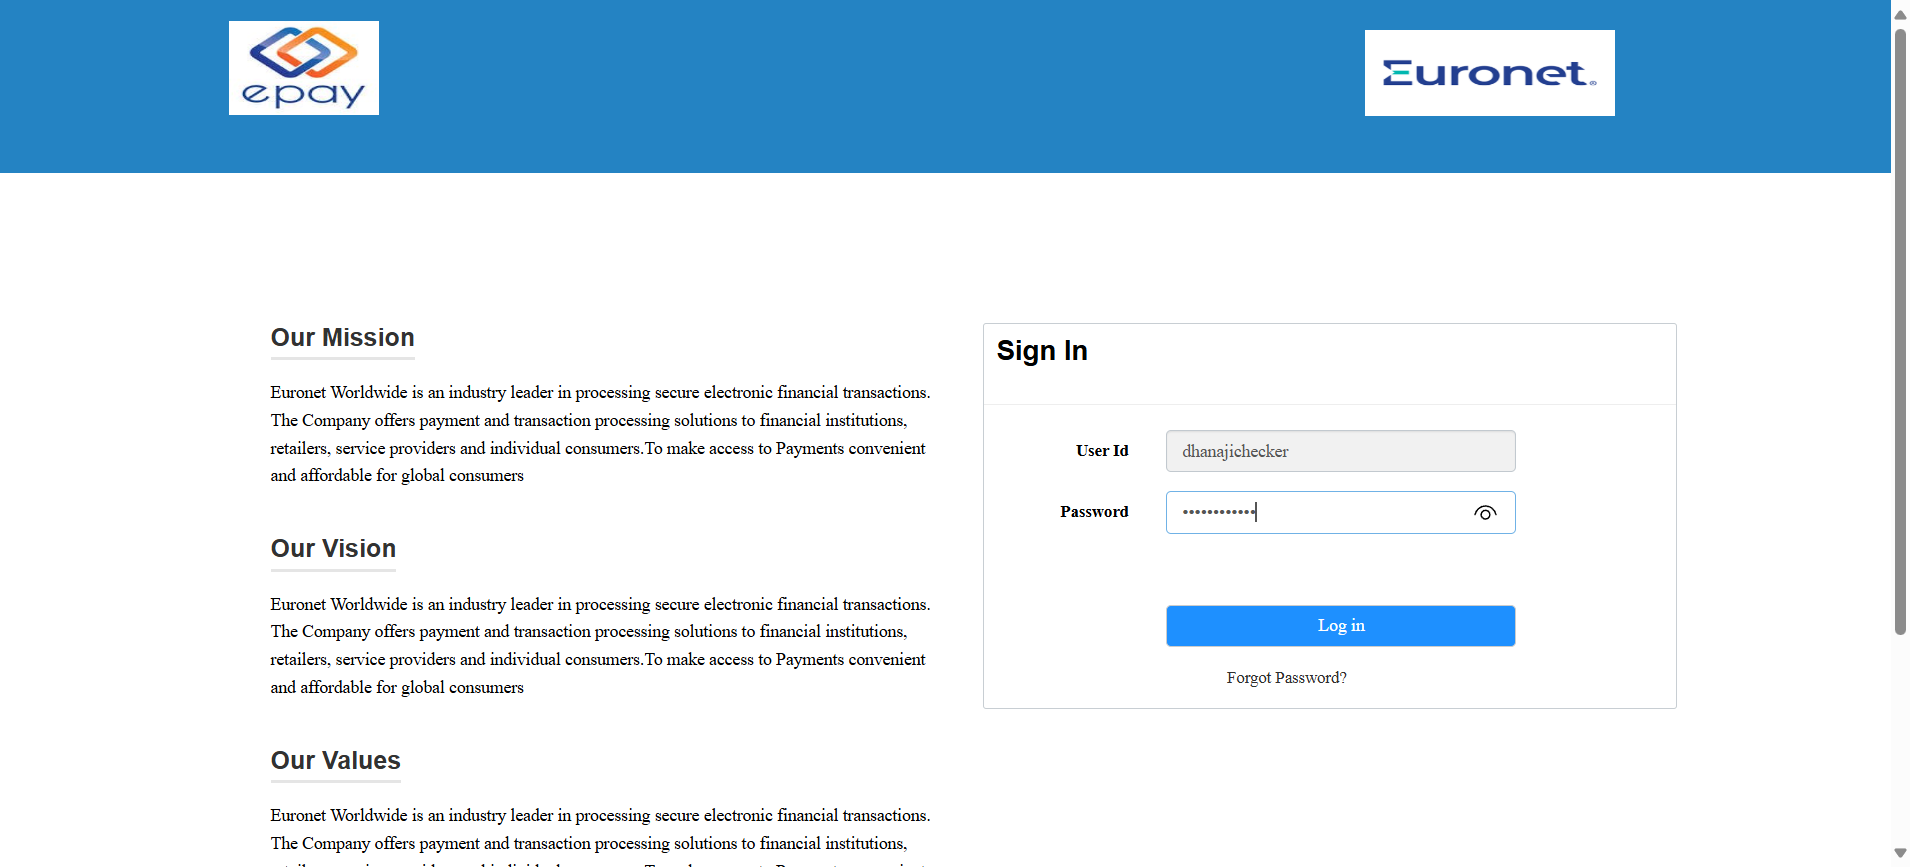 epay
Euronet
Our Mission
Euronet Worldwide is an industry leader in processing secure electronic financial transactions.
The Company offers payment and transaction processing solutions to financial institutions,
retailers, service providers and individual consumers.To make access to Payments convenient
and affordable for global consumers
Our Vision
Euronet Worldwide is an industry leader in processing secure electronic financial transactions.
The Company offers payment and transaction processing solutions to financial institutions,
retailers, service providers and individual consumers.To make access to Payments convenient
and affordable for global consumers
Our Values
Euronet Worldwide is an industry leader in processing secure electronic financial transactions.
The Company offers payment and transaction processing solutions to financial institutions,
Sign In
User Id
dhanajichecker
Password
••••••••••••
Log in
Forgot Password?